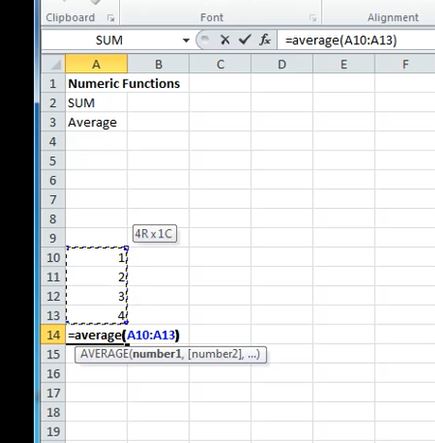 Clipboard Font Alignment
SUM fx =average(A10:A13)
A B C D E F
1 Numeric Functions
2 SUM
3 Average
4
5
6
7
8
9 4R x 1C
10 1
11 2
12 3
13 4
14 =average(A10:A13)
15 AVERAGE(number1, [number2], ...)
16
17
18
19